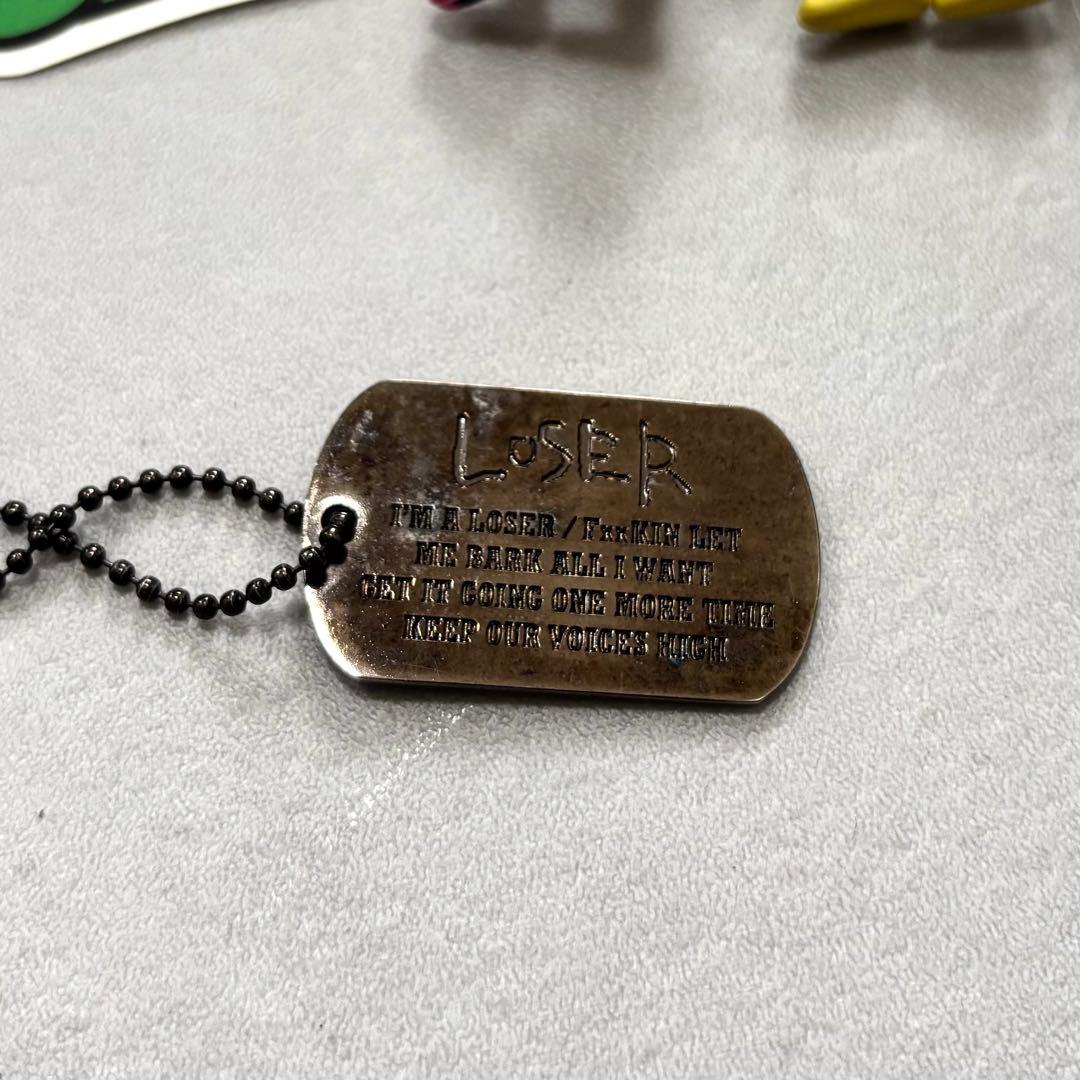 LOSER
I'M A LOSER / FxxKIN LET
ME BARK ALL I WANT
GET IT GOING ONE MORE TIME
KEEP OUR VOICES HIGH